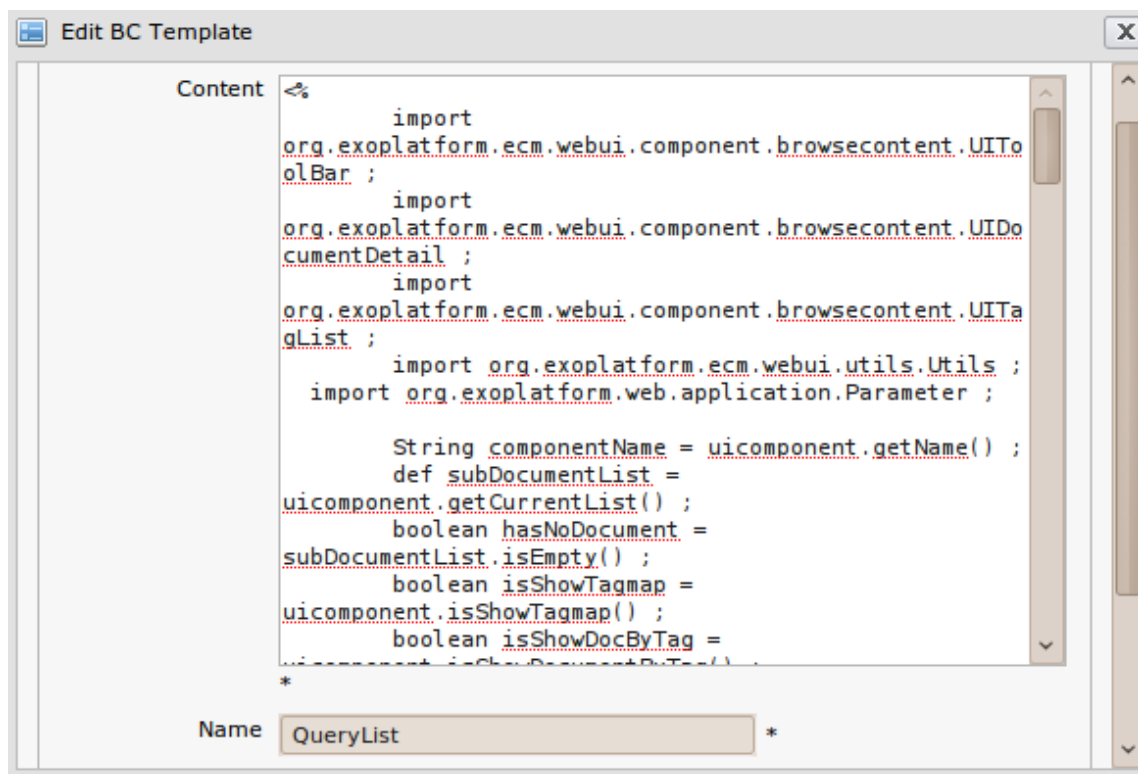 Edit BC Template
X
Content
<%
import
org.exoplatform.ecm.webui.component.browsecontent.UITo
olBar ;
import
org.exoplatform.ecm.webui.component.browsecontent.UIDo
cumentDetail ;
import
org.exoplatform.ecm.webui.component.browsecontent.UITa
gList ;
import org.exoplatform.ecm.webui.utils.Utils ;
import org.exoplatform.web.application.Parameter ;
String componentName = uicomponent.getName() ;
def subDocumentList =
uicomponent.getCurrentList() ;
boolean hasNoDocument =
subDocumentList.isEmpty() ;
boolean isShowTagmap =
uicomponent.isShowTagmap() ;
boolean isShowDocByTag =
uicomponent.isShowDocumentByTag() ;
*
Name QueryList *